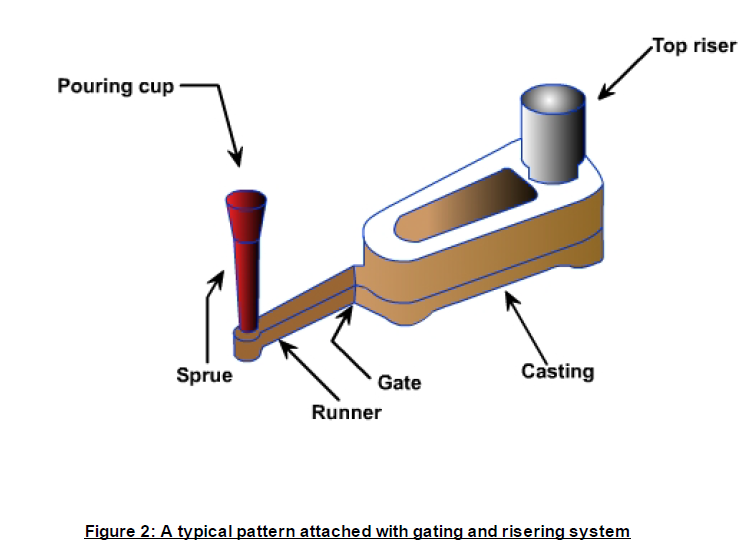 Top riser
Pouring cup
Sprue
Gate
Casting
Runner
Figure 2: A typical pattern attached with gating and risering system